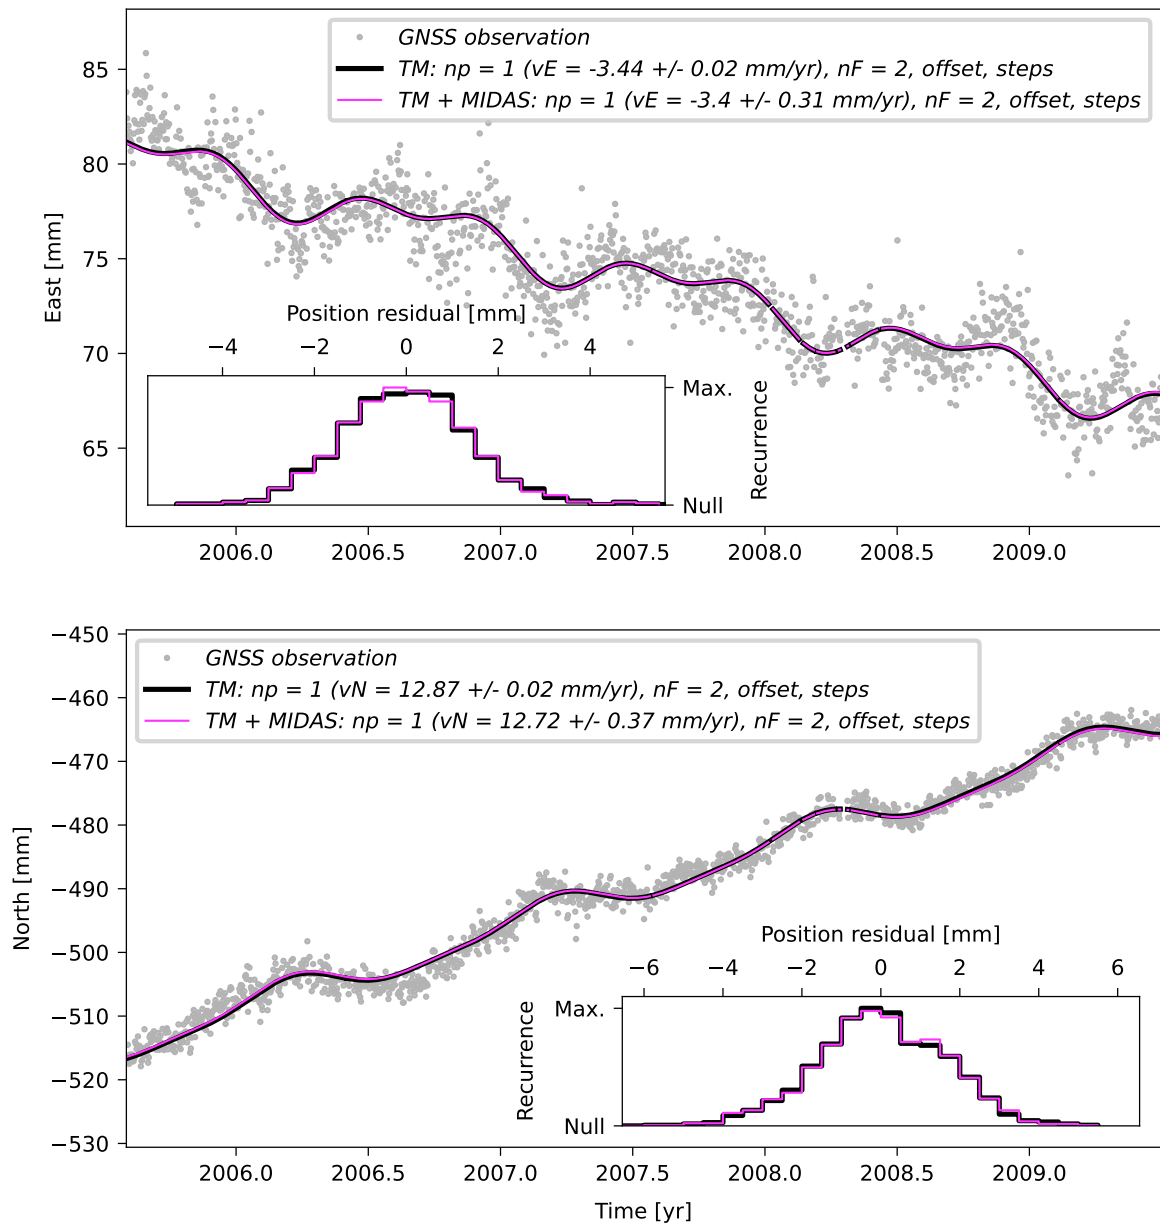 GNSS observation
TM: np = 1 (vE = -3.44 +/- 0.02 mm/yr), nF = 2, offset, steps
TM + MIDAS: np = 1 (vE = -3.4 +/- 0.31 mm/yr), nF = 2, offset, steps
85
80
75
70
65
East [mm]
Position residual [mm]
−4 −2 0 2 4
Max.
Null
Recurrence
2006.0 2006.5 2007.0 2007.5 2008.0 2008.5 2009.0
GNSS observation
TM: np = 1 (vN = 12.87 +/- 0.02 mm/yr), nF = 2, offset, steps
TM + MIDAS: np = 1 (vN = 12.72 +/- 0.37 mm/yr), nF = 2, offset, steps
−450
−460
−470
−480
−490
−500
−510
−520
−530
North [mm]
Position residual [mm]
−6 −4 −2 0 2 4 6
Max.
Null
Recurrence
2006.0 2006.5 2007.0 2007.5 2008.0 2008.5 2009.0
Time [yr]